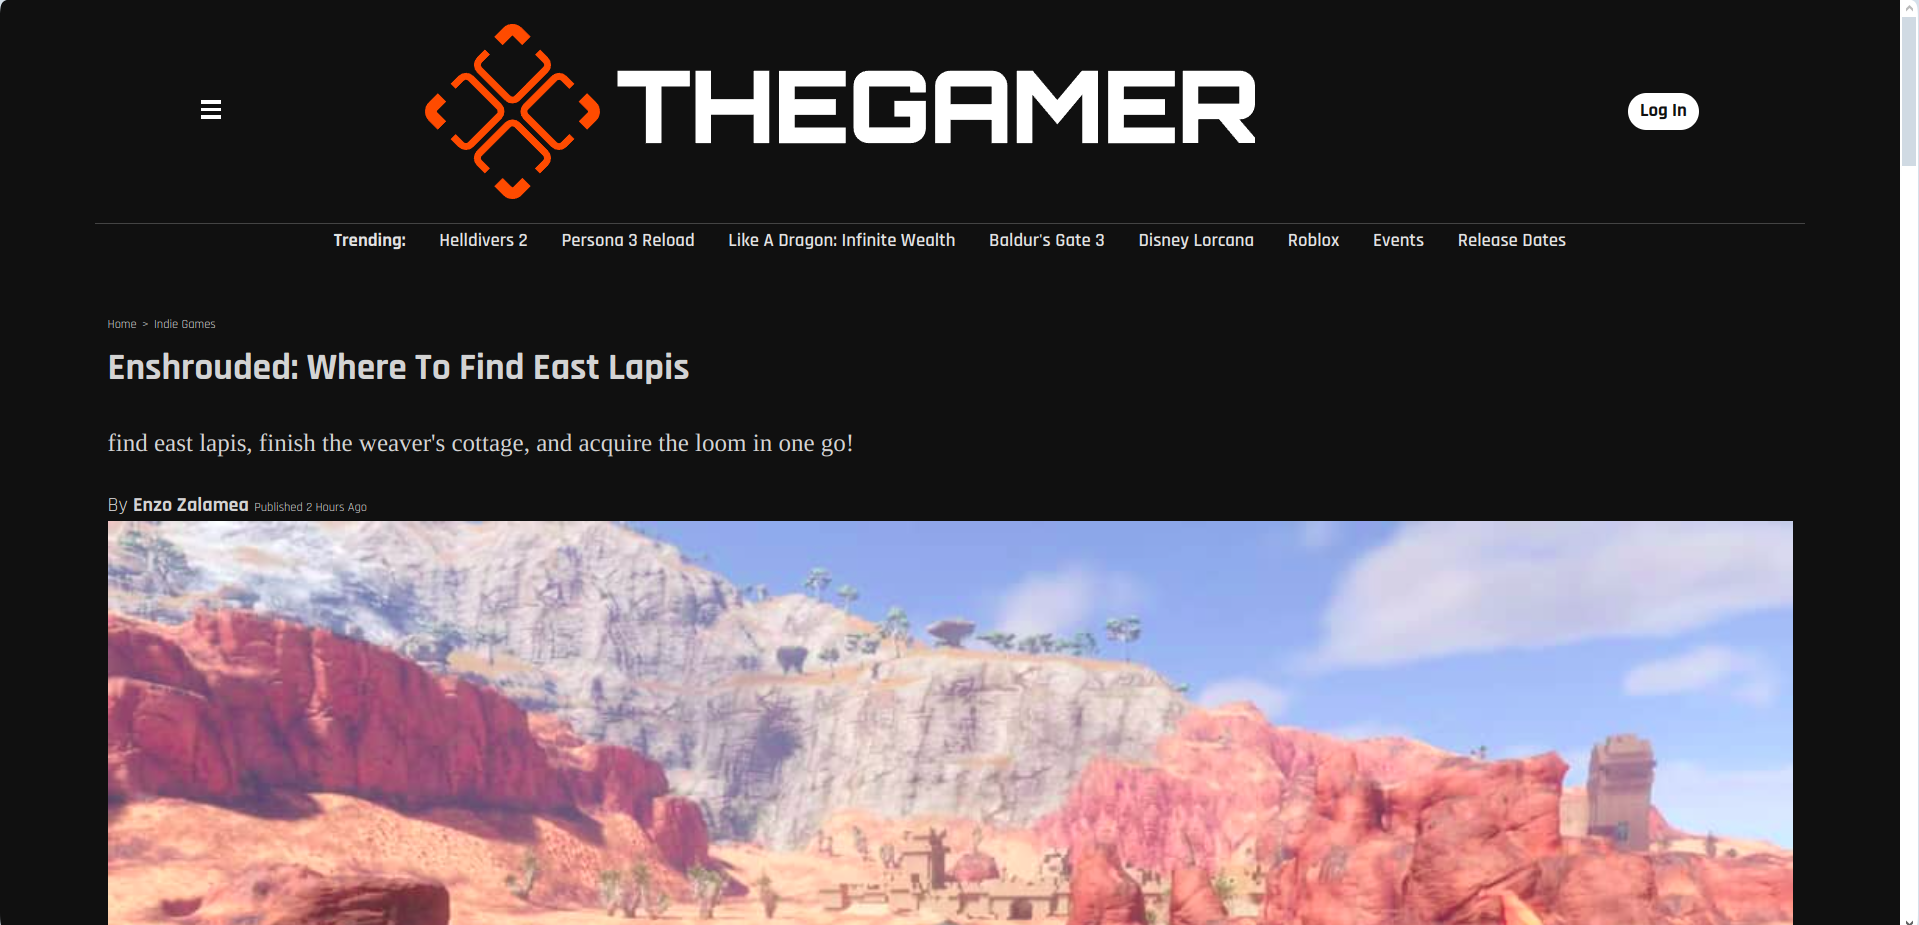 THEGAMER
Log In
Trending: Helldivers 2 Persona 3 Reload Like A Dragon: Infinite Wealth Baldur's Gate 3 Disney Lorcana Roblox Events Release Dates
Home > Indie Games
Enshrouded: Where To Find East Lapis
find east lapis, finish the weaver's cottage, and acquire the loom in one go!
By Enzo Zalamea Published 2 Hours Ago